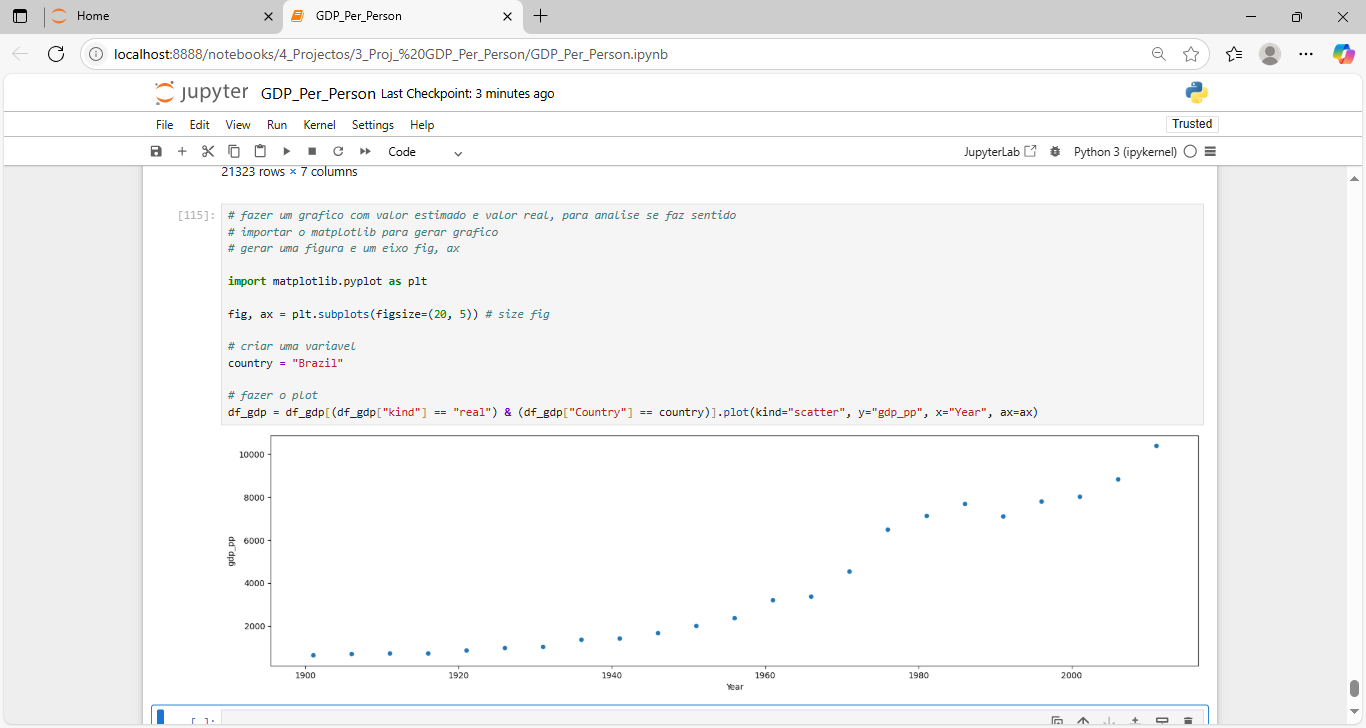 Home
GDP_Per_Person
localhost:8888/notebooks/4_Projectos/3_Proj_%20GDP_Per_Person/GDP_Per_Person.ipynb
jupyter GDP_Per_Person Last Checkpoint: 3 minutes ago
File Edit View Run Kernel Settings Help
Trusted
Code
JupyterLab
Python 3 (ipykernel)
21323 rows × 7 columns
[115]:
# fazer um grafico com valor estimado e valor real, para analise se faz sentido
# importar o matplotlib para gerar grafico
# gerar uma figura e um eixo fig, ax
import matplotlib.pyplot as plt
fig, ax = plt.subplots(figsize=(20, 5)) # size fig
# criar uma variavel
country = "Brazil"
# fazer o plot
df_gdp = df_gdp[(df_gdp["kind"] == "real") & (df_gdp["Country"] == country)].plot(kind="scatter", y="gdp_pp", x="Year", ax=ax)
10000
8000
6000
4000
2000
gdp_pp
1900 1920 1940 1960 1980 2000
Year
[ ]: